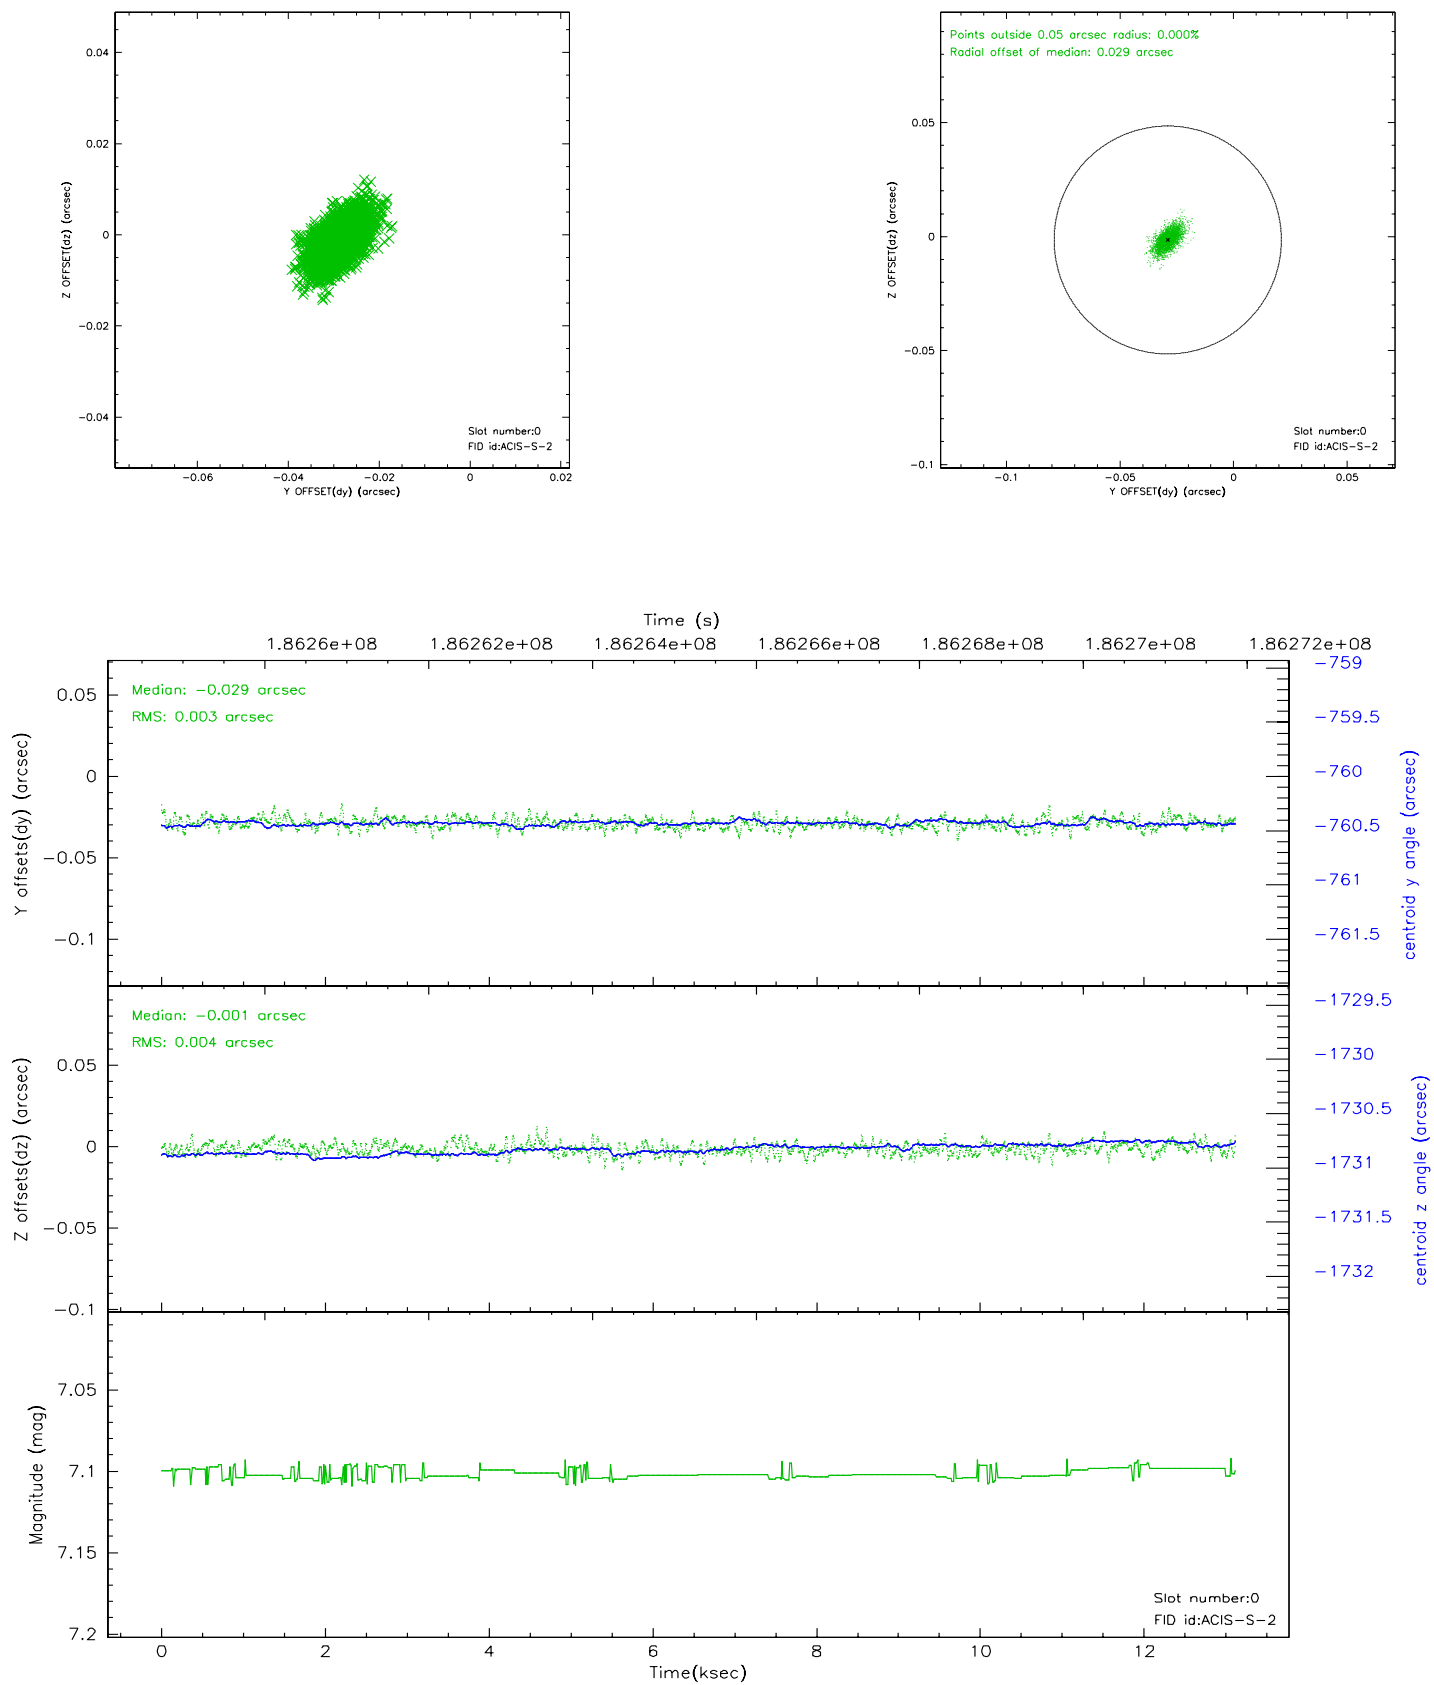 0.04
0.02
0
−0.02
−0.04
Z OFFSET(dz) (arcsec)
Slot number:0
FID id:ACIS−S−2
−0.06
−0.04
−0.02
0
0.02
Y OFFSET(dy) (arcsec)
Points outside 0.05 arcsec radius: 0.000%
Radial offset of median: 0.029 arcsec
0.05
0
−0.05
−0.1
Z OFFSET(dz) (arcsec)
Slot number:0
FID id:ACIS−S−2
−0.1
−0.05
0
0.05
Y OFFSET(dy) (arcsec)
Time (s)
1.8626e+08
1.86262e+08
1.86264e+08
1.86266e+08
1.86268e+08
1.8627e+08
1.86272e+08
Median: −0.029 arcsec
RMS: 0.003 arcsec
0.05
0
−0.05
−0.1
Y offsets(dy) (arcsec)
−759
−759.5
−760
−760.5
−761
−761.5
centroid y angle (arcsec)
Median: −0.001 arcsec
RMS: 0.004 arcsec
0.05
0
−0.05
−0.1
Z offsets(dz) (arcsec)
−1729.5
−1730
−1730.5
−1731
−1731.5
−1732
centroid z angle (arcsec)
7.05
7.1
7.15
7.2
Magnitude (mag)
Slot number:0
FID id:ACIS−S−2
0
2
4
6
8
10
12
Time(ksec)